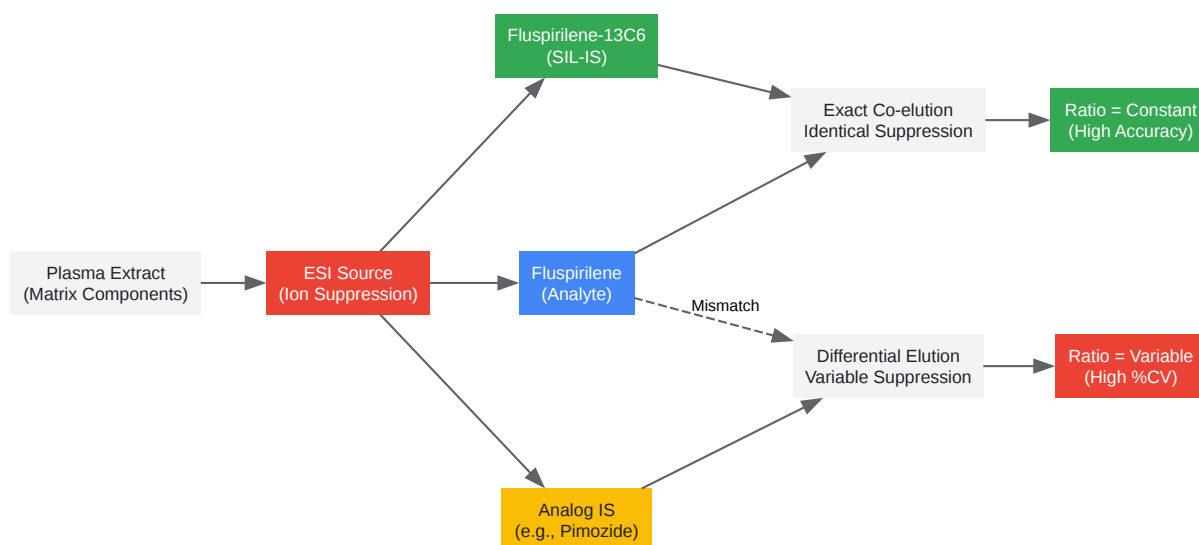 Fluspirilene-13C6
(SIL-IS)
Exact Co-elution
Identical Suppression
Ratio = Constant
(High Accuracy)
Plasma Extract
(Matrix Components)
ESI Source
(Ion Suppression)
Fluspirilene
(Analyte)
Mismatch
Differential Elution
Variable Suppression
Ratio = Variable
(High %CV)
Analog IS
(e.g., Pimozide)